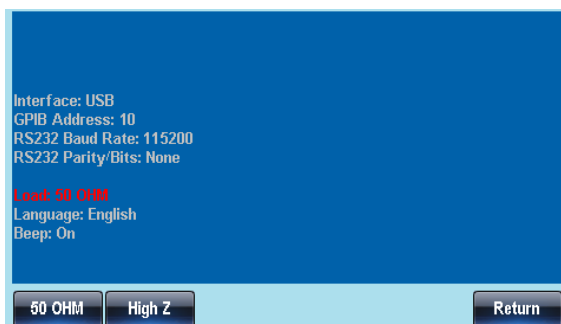 Interface: USB
GPIB Address: 10
RS232 Baud Rate: 115200
RS232 Parity/Bits: None
Load: 50 OHM
Language: English
Beep: On
50 OHM High Z Return